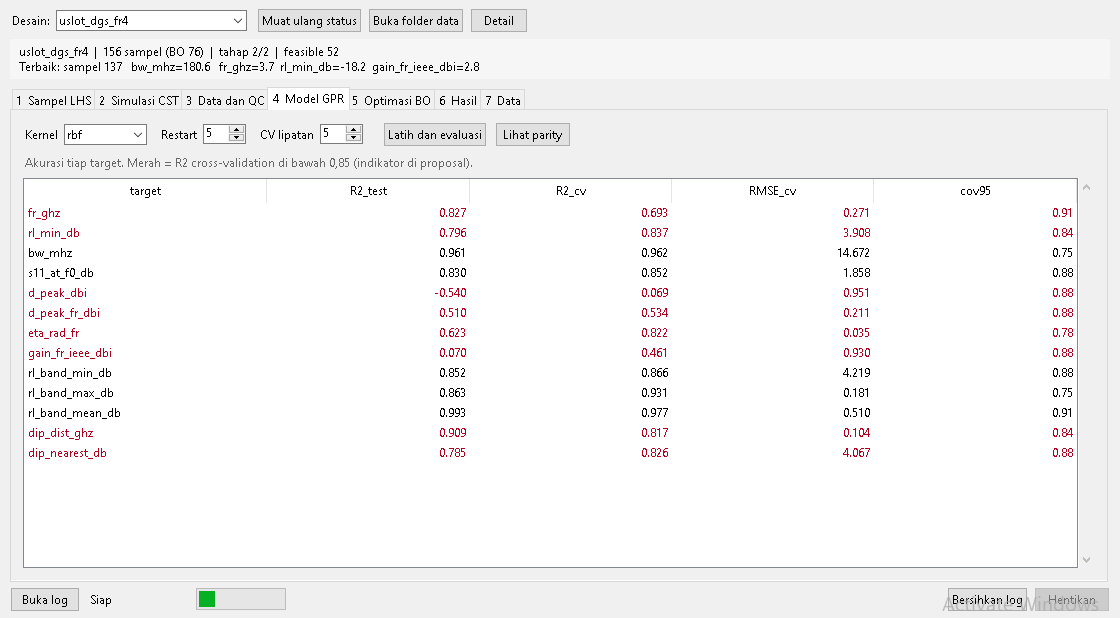 Desain: uslot_dgs_fr4 Muat ulang status Buka folder data Detail
uslot_dgs_fr4 | 156 sampel (BO 76) | tahap 2/2 | feasible 52
Terbaik: sampel 137 bw_mhz=180.6 fr_ghz=3.7 rl_min_db=-18.2 gain_fr_ieee_dbi=2.8
1 Sampel LHS 2 Simulasi CST 3 Data dan QC 4 Model GPR 5 Optimasi BO 6 Hasil 7 Data
Kernel rbf Restart 5 CV lipatan 5 Latih dan evaluasi Lihat parity
Akurasi tiap target. Merah = R2 cross-validation di bawah 0,85 (indikator di proposal).
target R2_test R2_cv RMSE_cv cov95
fr_ghz 0.827 0.693 0.271 0.91
rl_min_db 0.796 0.837 3.908 0.84
bw_mhz 0.961 0.962 14.672 0.75
s11_at_f0_db 0.830 0.852 1.858 0.88
d_peak_dbi -0.540 0.069 0.951 0.88
d_peak_fr_dbi 0.510 0.534 0.211 0.88
eta_rad_fr 0.623 0.822 0.035 0.78
gain_fr_ieee_dbi 0.070 0.461 0.930 0.88
rl_band_min_db 0.852 0.866 4.219 0.88
rl_band_max_db 0.863 0.931 0.181 0.75
rl_band_mean_db 0.993 0.977 0.510 0.91
dip_dist_ghz 0.909 0.817 0.104 0.84
dip_nearest_db 0.785 0.826 4.067 0.88
Buka log Siap Bersihkan log Hentikan
Activate Windows